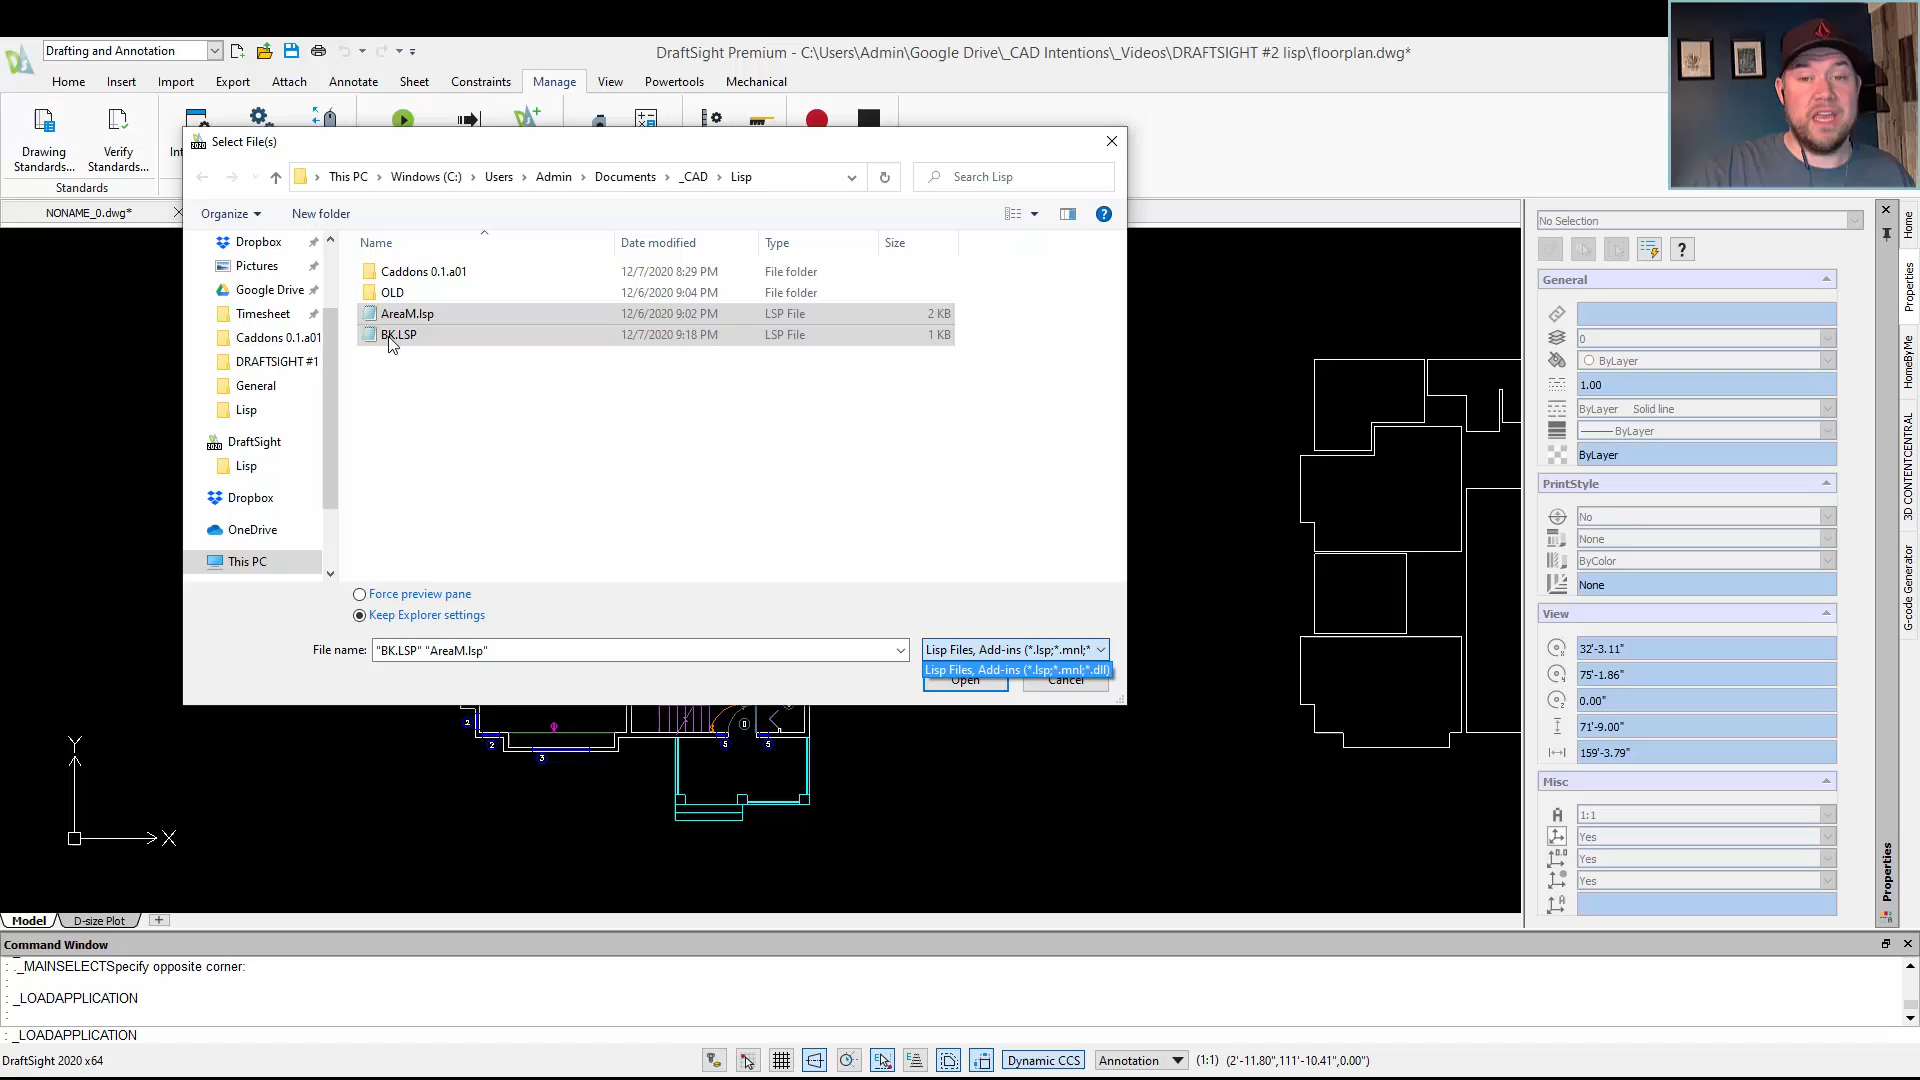 Drafting and Annotation
DraftSight Premium - C:\Users\Admin\Google Drive\_CAD Intentions\_Videos\DRAFTSIGHT #2 lisp\floorplan.dwg*
Home Insert Import Export Attach Annotate Sheet Constraints Manage View Powertools Mechanical
Drawing Standards...
Verify Standards...
Standards
NONAME_0.dwg*
Select File(s)
This PC > Windows (C:) > Users > Admin > Documents > _CAD > Lisp
Search Lisp
Organize New folder
Name Date modified Type Size
Caddons 0.1.a01 12/7/2020 8:29 PM File folder
OLD 12/6/2020 9:04 PM File folder
AreaM.lsp 12/6/2020 9:02 PM LSP File 2 KB
BK.LSP 12/7/2020 9:18 PM LSP File 1 KB
Dropbox
Pictures
Google Drive
Timesheet
Caddons 0.1.a01
DRAFTSIGHT #1
General
Lisp
DraftSight
Lisp
Dropbox
OneDrive
This PC
Force preview pane
Keep Explorer settings
File name: "BK.LSP" "AreaM.lsp"
Lisp Files, Add-ins (*.lsp;*.mnl;*
Lisp Files, Add-ins (*.lsp;*.mnl;*.dll)
Open Cancel
No Selection
?
General
0
ByLayer
1.00
ByLayer Solid line
ByLayer
ByLayer
PrintStyle
No
None
ByColor
None
View
32'-3.11"
75'-1.86"
0.00"
71'-9.00"
159'-3.79"
Misc
1:1
Yes
Yes
Yes
Home
Properties
HomeByMe
3D CONTENTCENTRAL
G-code Generator
Properties
2
2
3
5
5
Y
X
Model D-size Plot +
Command Window
: ._MAINSELECTSpecify opposite corner:
:
: _LOADAPPLICATION
:
: _LOADAPPLICATION
DraftSight 2020 x64
Dynamic CCS Annotation (1:1) (2'-11.80",111'-10.41",0.00")